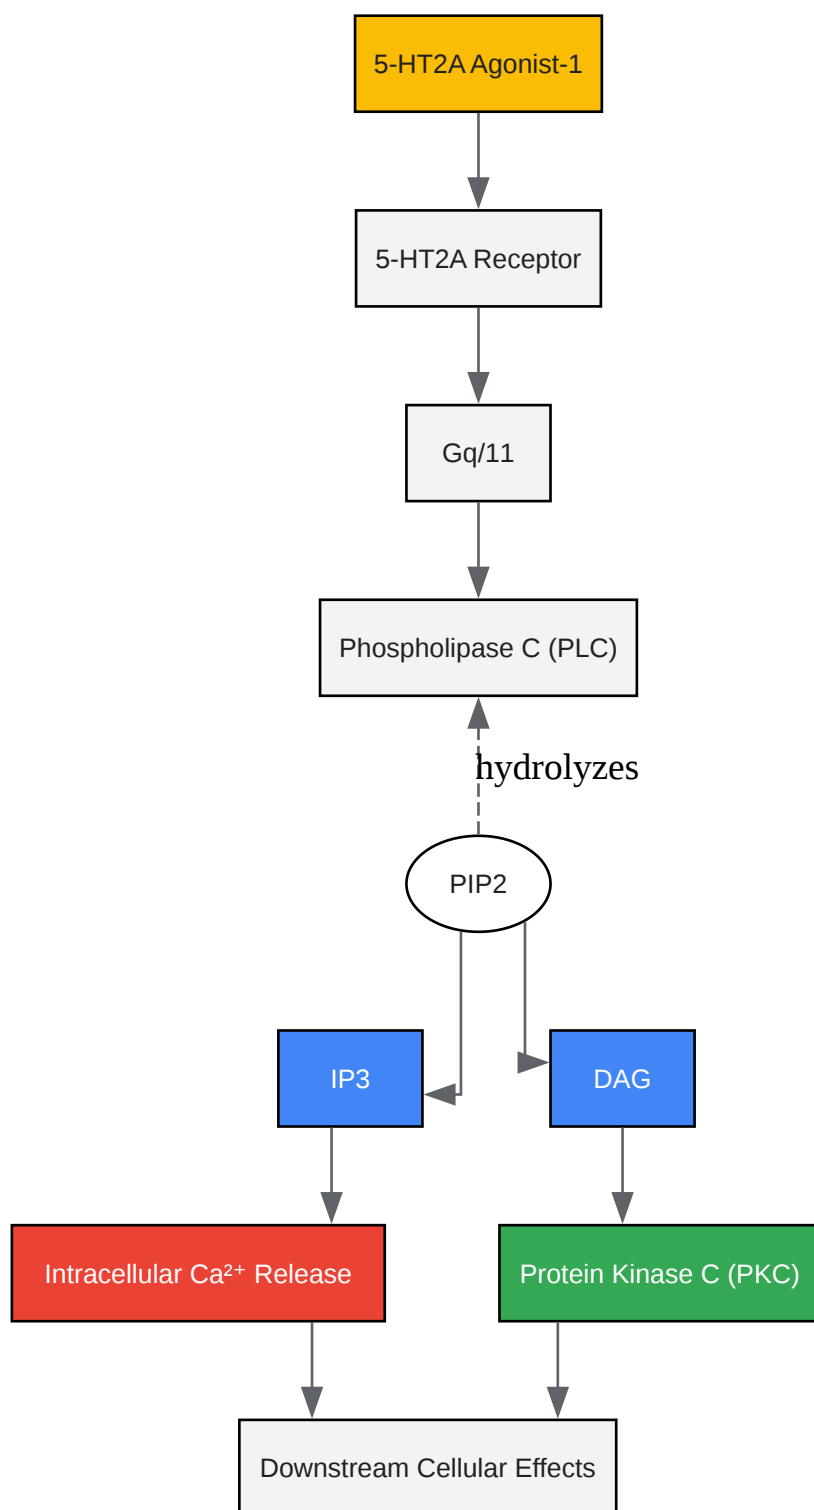 5-HT2A Agonist-1
5-HT2A Receptor
Gq/11
Phospholipase C (PLC)
hydrolyzes
PIP2
IP3
DAG
Intracellular Ca²⁺ Release
Protein Kinase C (PKC)
Downstream Cellular Effects